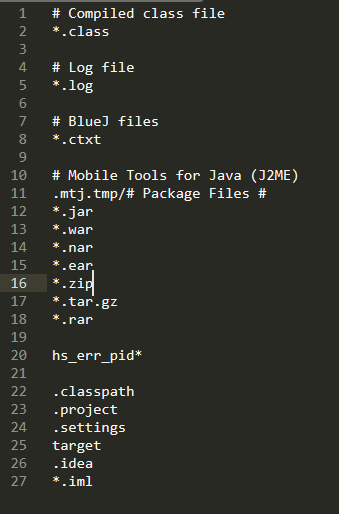 1 # Compiled class file
2 *.class
3
4 # Log file
5 *.log
6
7 # BlueJ files
8 *.ctxt
9
10 # Mobile Tools for Java (J2ME)
11 .mtj.tmp/# Package Files #
12 *.jar
13 *.war
14 *.nar
15 *.ear
16 *.zip
17 *.tar.gz
18 *.rar
19
20 hs_err_pid*
21
22 .classpath
23 .project
24 .settings
25 target
26 .idea
27 *.iml